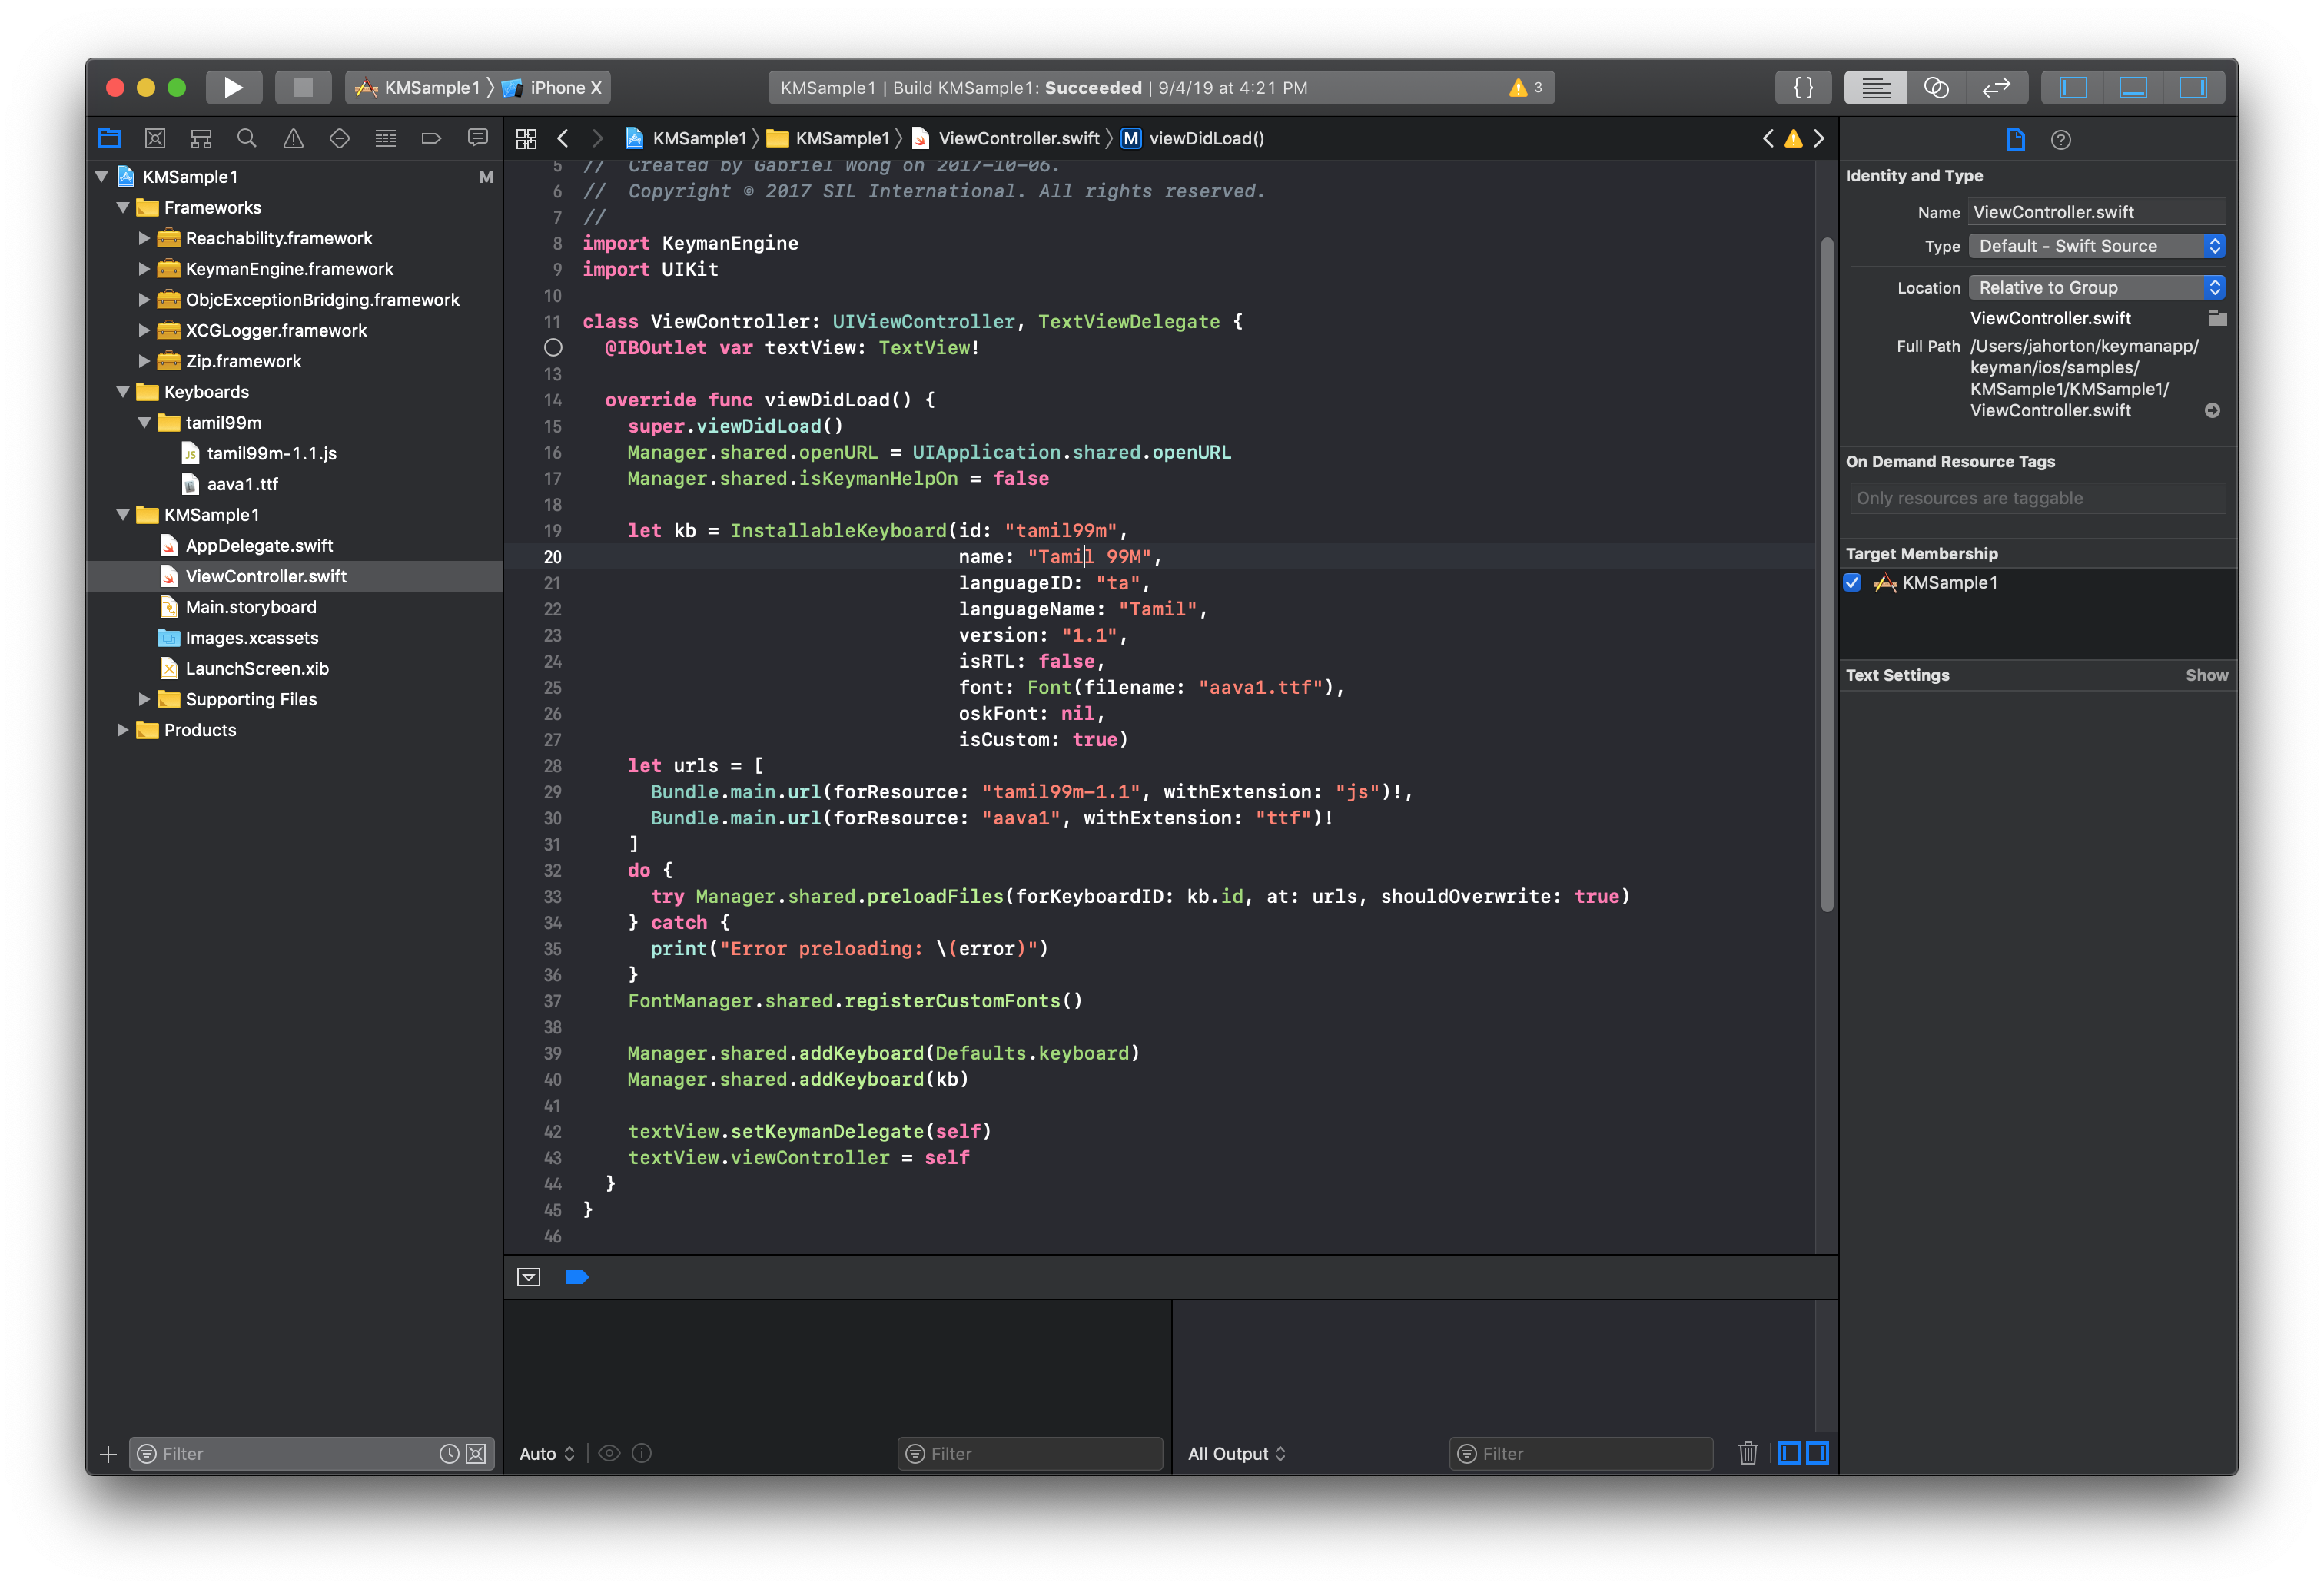 KMSample1 〉 iPhone X
KMSample1 | Build KMSample1: Succeeded | 9/4/19 at 4:21 PM
3
{ }
KMSample1
M
Frameworks
Reachability.framework
KeymanEngine.framework
ObjcExceptionBridging.framework
XCGLogger.framework
Zip.framework
Keyboards
tamil99m
tamil99m-1.1.js
aava1.ttf
KMSample1
AppDelegate.swift
ViewController.swift
Main.storyboard
Images.xcassets
LaunchScreen.xib
Supporting Files
Products
Filter
KMSample1 〉 KMSample1 〉 ViewController.swift 〉 M viewDidLoad()
5 // Created by Gabriel Wong on 2017-10-06.
6 // Copyright © 2017 SIL International. All rights reserved.
7 //
8 import KeymanEngine
9 import UIKit
10
11 class ViewController: UIViewController, TextViewDelegate {
@IBOutlet var textView: TextView!
13
14 override func viewDidLoad() {
15 super.viewDidLoad()
16 Manager.shared.openURL = UIApplication.shared.openURL
17 Manager.shared.isKeymanHelpOn = false
18
19 let kb = InstallableKeyboard(id: "tamil99m",
20 name: "Tamil 99M",
21 languageID: "ta",
22 languageName: "Tamil",
23 version: "1.1",
24 isRTL: false,
25 font: Font(filename: "aava1.ttf"),
26 oskFont: nil,
27 isCustom: true)
28 let urls = [
29 Bundle.main.url(forResource: "tamil99m-1.1", withExtension: "js")!,
30 Bundle.main.url(forResource: "aava1", withExtension: "ttf")!
31 ]
32 do {
33 try Manager.shared.preloadFiles(forKeyboardID: kb.id, at: urls, shouldOverwrite: true)
34 } catch {
35 print("Error preloading: \(error)")
36 }
37 FontManager.shared.registerCustomFonts()
38
39 Manager.shared.addKeyboard(Defaults.keyboard)
40 Manager.shared.addKeyboard(kb)
41
42 textView.setKeymanDelegate(self)
43 textView.viewController = self
44 }
45 }
46
Auto
Filter
All Output
Filter
Identity and Type
Name ViewController.swift
Type Default - Swift Source
Location Relative to Group
ViewController.swift
Full Path /Users/jahorton/keymanapp/
keyman/ios/samples/
KMSample1/KMSample1/
ViewController.swift
On Demand Resource Tags
Only resources are taggable
Target Membership
KMSample1
Text Settings Show